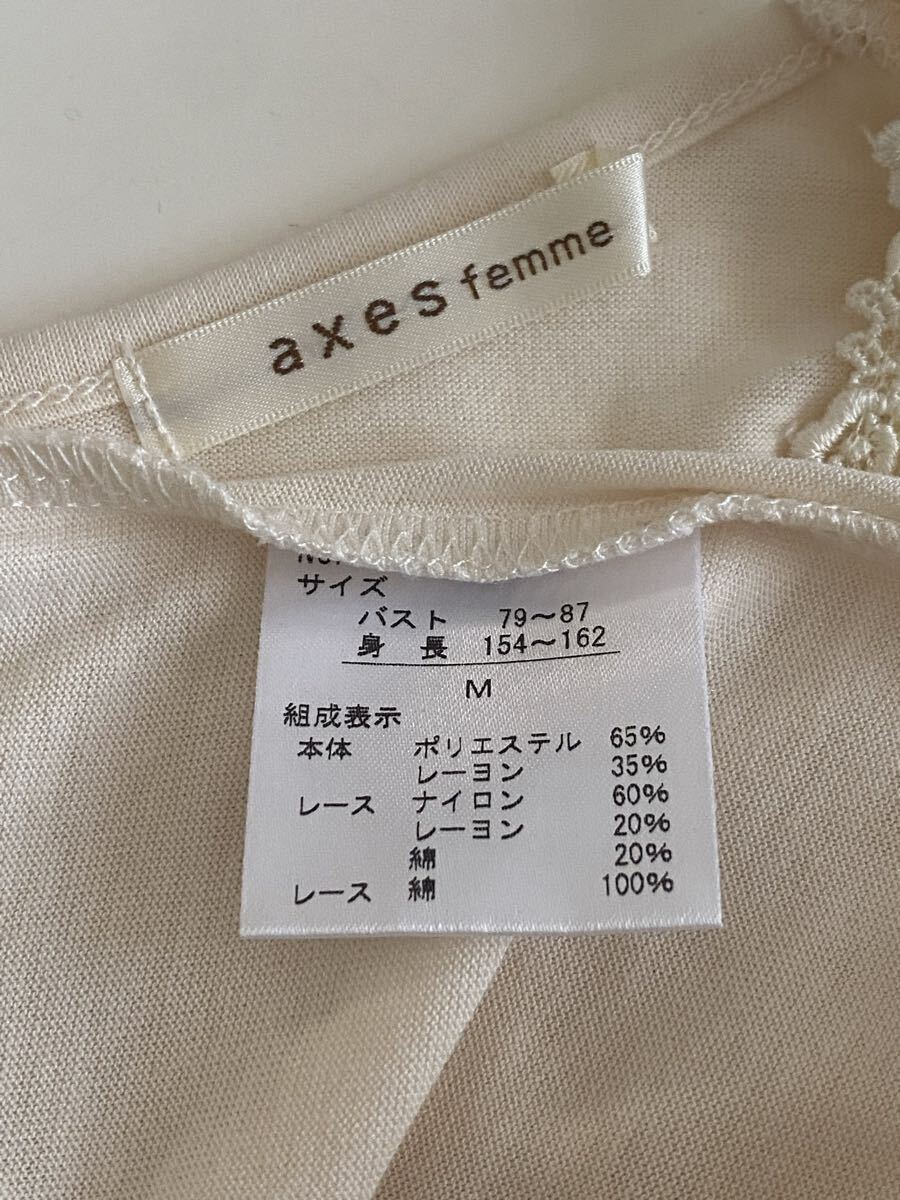 axes femme
サイズ
バスト 79～87
身長 154～162
M
組成表示
本体 ポリエステル 65%
レーヨン 35%
レース ナイロン 60%
レーヨン 20%
綿 20%
レース 綿 100%